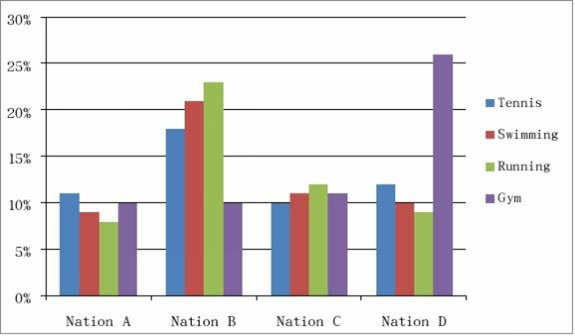 30%
25%
20%
15%
10%
5%
0%
Nation A Nation B Nation C Nation D
Tennis
Swimming
Running
Gym